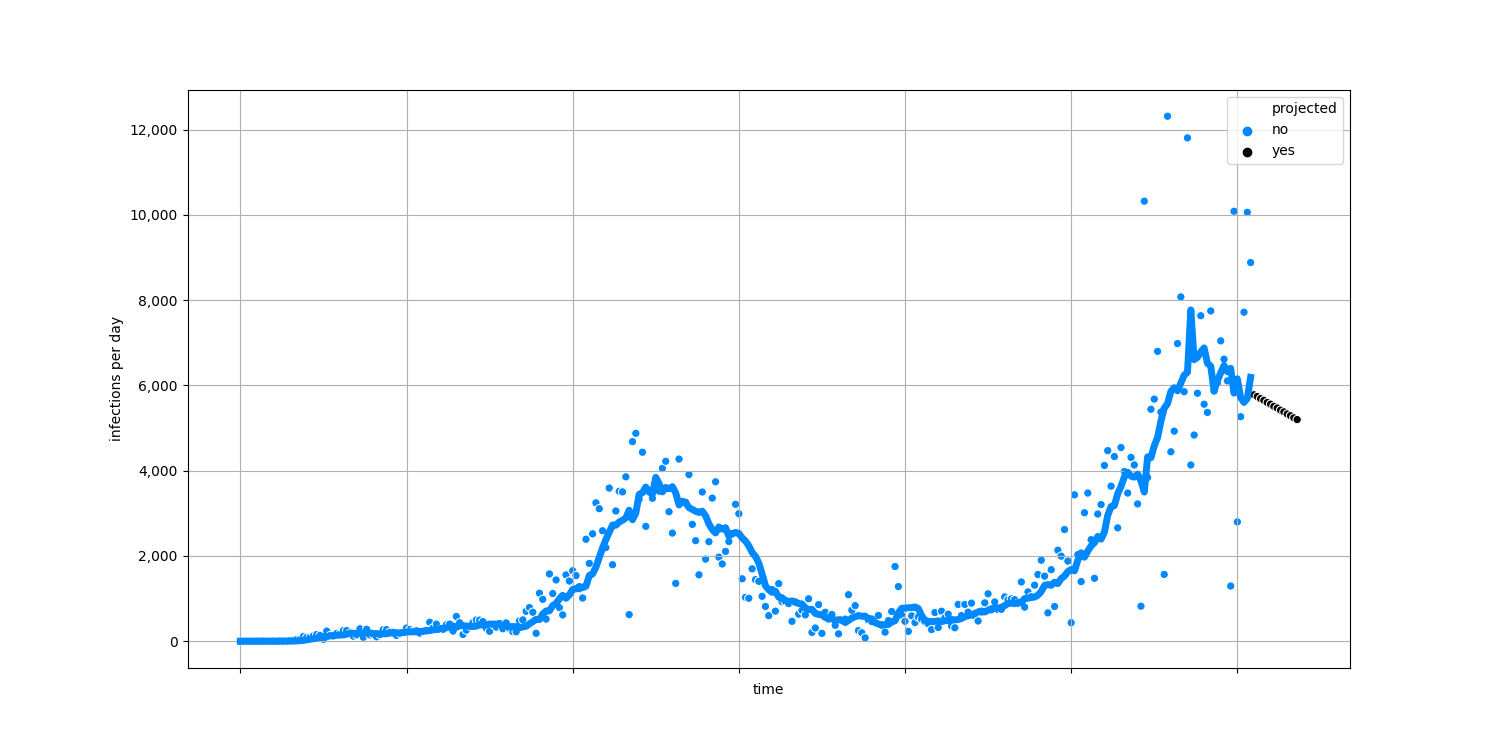 projected
no
yes
12,000
10,000
8,000
6,000
4,000
2,000
0
infections per day
time